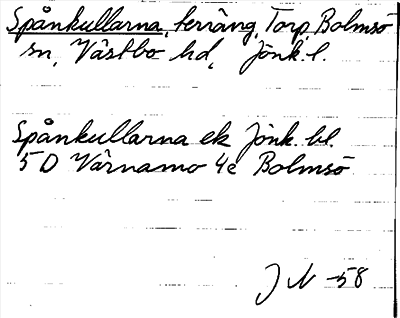 Spånkullarna, terräng, Torp, Bolmsö
sn, Västbo hd, Jönk. l.
Spånkullarna ek Jönk. bl.
5 D Värnamo 4e Bolmsö
J N -58